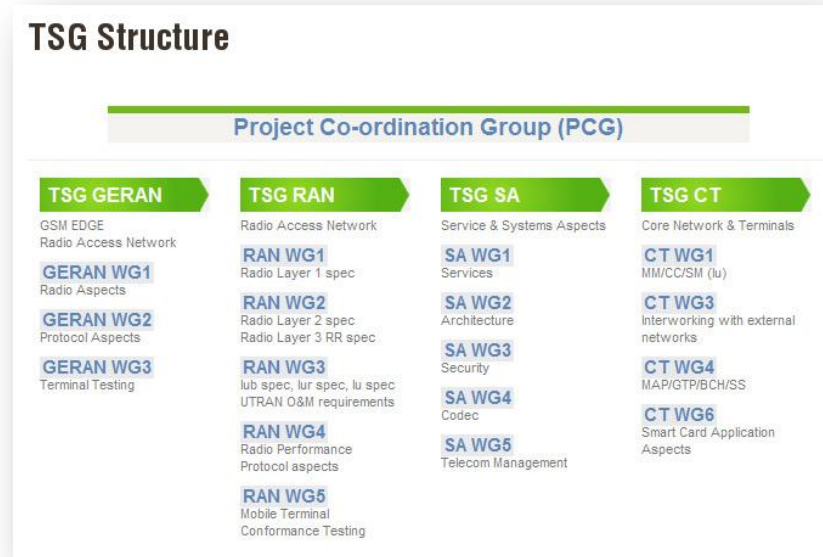 TSG Structure
Project Co-ordination Group (PCG)
TSG GERAN
GSM EDGE
Radio Access Network
GERAN WG1
Radio Aspects
GERAN WG2
Protocol Aspects
GERAN WG3
Terminal Testing
TSG RAN
Radio Access Network
RAN WG1
Radio Layer 1 spec
RAN WG2
Radio Layer 2 spec
Radio Layer 3 RR spec
RAN WG3
lub spec, lur spec, lu spec
UTRAN O&M requirements
RAN WG4
Radio Performance
Protocol aspects
RAN WG5
Mobile Terminal
Conformance Testing
TSG SA
Service & Systems Aspects
SA WG1
Services
SA WG2
Architecture
SA WG3
Security
SA WG4
Codec
SA WG5
Telecom Management
TSG CT
Core Network & Terminals
CT WG1
MM/CC/SM (lu)
CT WG3
Interworking with external
networks
CT WG4
MAP/GTP/BCH/SS
CT WG6
Smart Card Application
Aspects